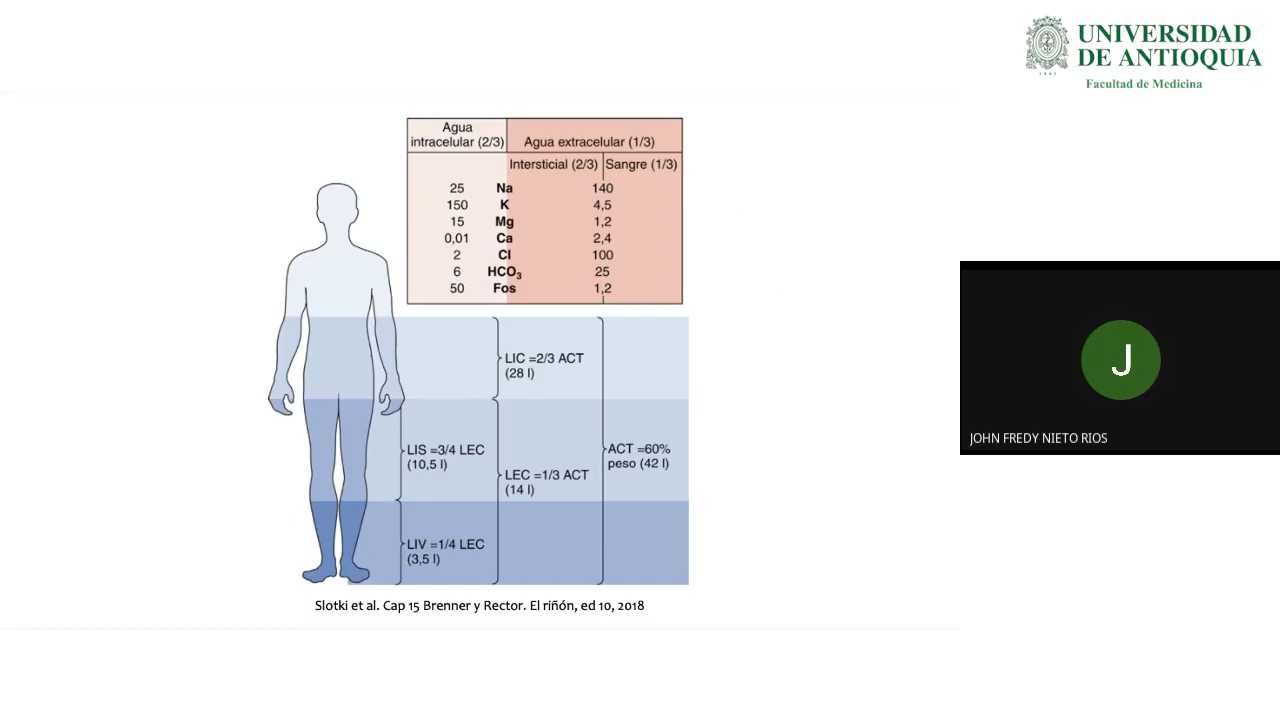 UNIVERSIDAD
DE ANTIOQUIA
1803
Facultad de Medicina
Agua
intracelular (2/3)
Agua extracelular (1/3)
Intersticial (2/3) Sangre (1/3)
25 Na 140
150 K 4,5
15 Mg 1,2
0,01 Ca 2,4
2 Cl 100
6 HCO3 25
50 Fos 1,2
LIC =2/3 ACT
(28 l)
LIS =3/4 LEC
(10,5 l)
LEC =1/3 ACT
(14 l)
ACT =60%
peso (42 l)
LIV =1/4 LEC
(3,5 l)
Slotki et al. Cap 15 Brenner y Rector. El riñón, ed 10, 2018
J
JOHN FREDY NIETO RIOS